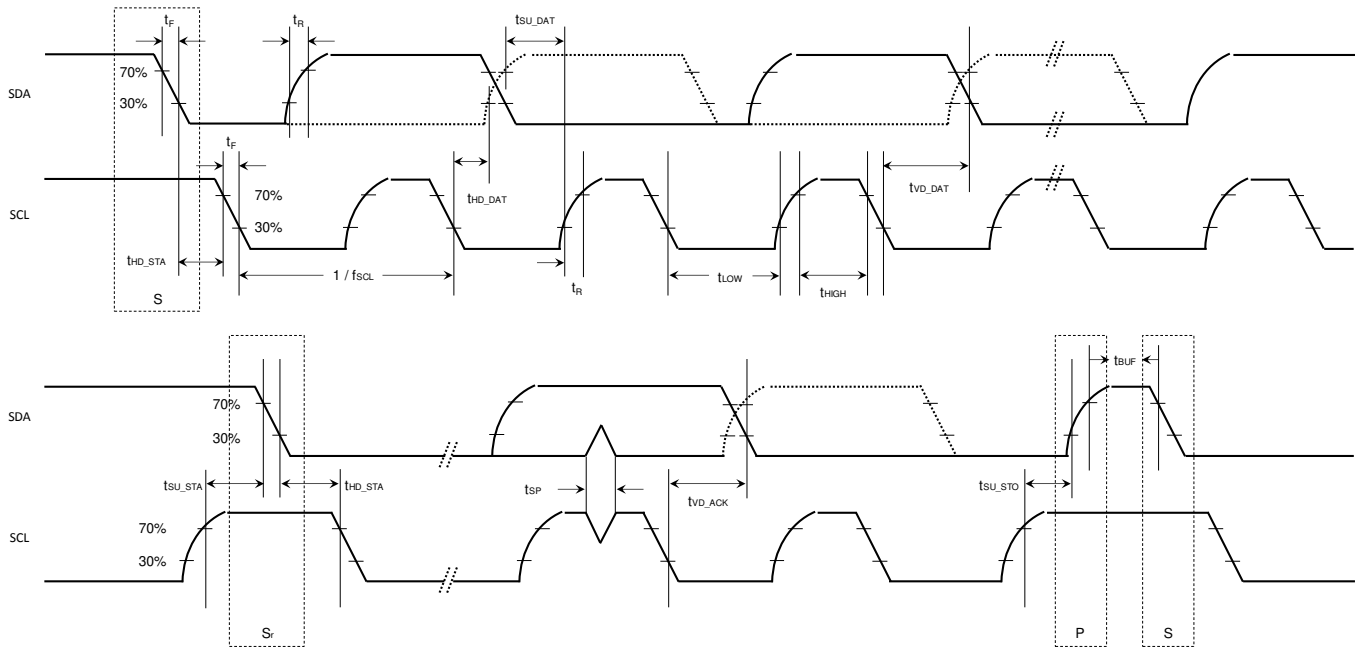 tF
tR
tSU_DAT
SDA
70%
30%
tF
tHD_DAT
tVD_DAT
SCL
70%
30%
tHD_STA
1 / fSCL
tR
tLOW
tHIGH
S
tBUF
SDA
70%
30%
tSU_STA
tHD_STA
tSP
tVD_ACK
tSU_STO
SCL
70%
30%
Sr
P
S